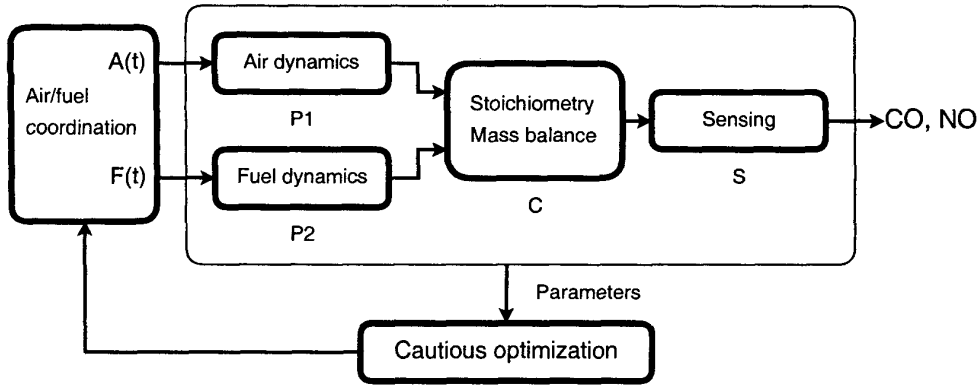 Air/fuel
coordination
A(t)
F(t)
Air dynamics
P1
Fuel dynamics
P2
Stoichiometry
Mass balance
C
Sensing
S
CO, NO
Parameters
Cautious optimization